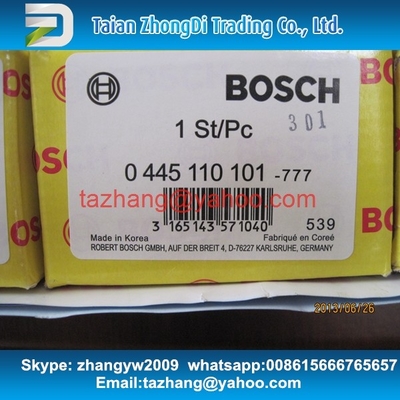 Taian ZhongDi Trading Co., Ltd
BOSCH
301
1 St/Pc
0 445 110 101 -777
tazhang@yahoo.com
3 165143 571040
539
Made in Korea
Fabriqué en Coreé
ROBERT BOSCH GMBH, AUF DER BREIT 4, D-76227 KARLSRUHE, GERMANY
BOSCH
2013/06/26
Skype: zhangyw2009 whatsapp:008615666765657
Email:tazhang@yahoo.com